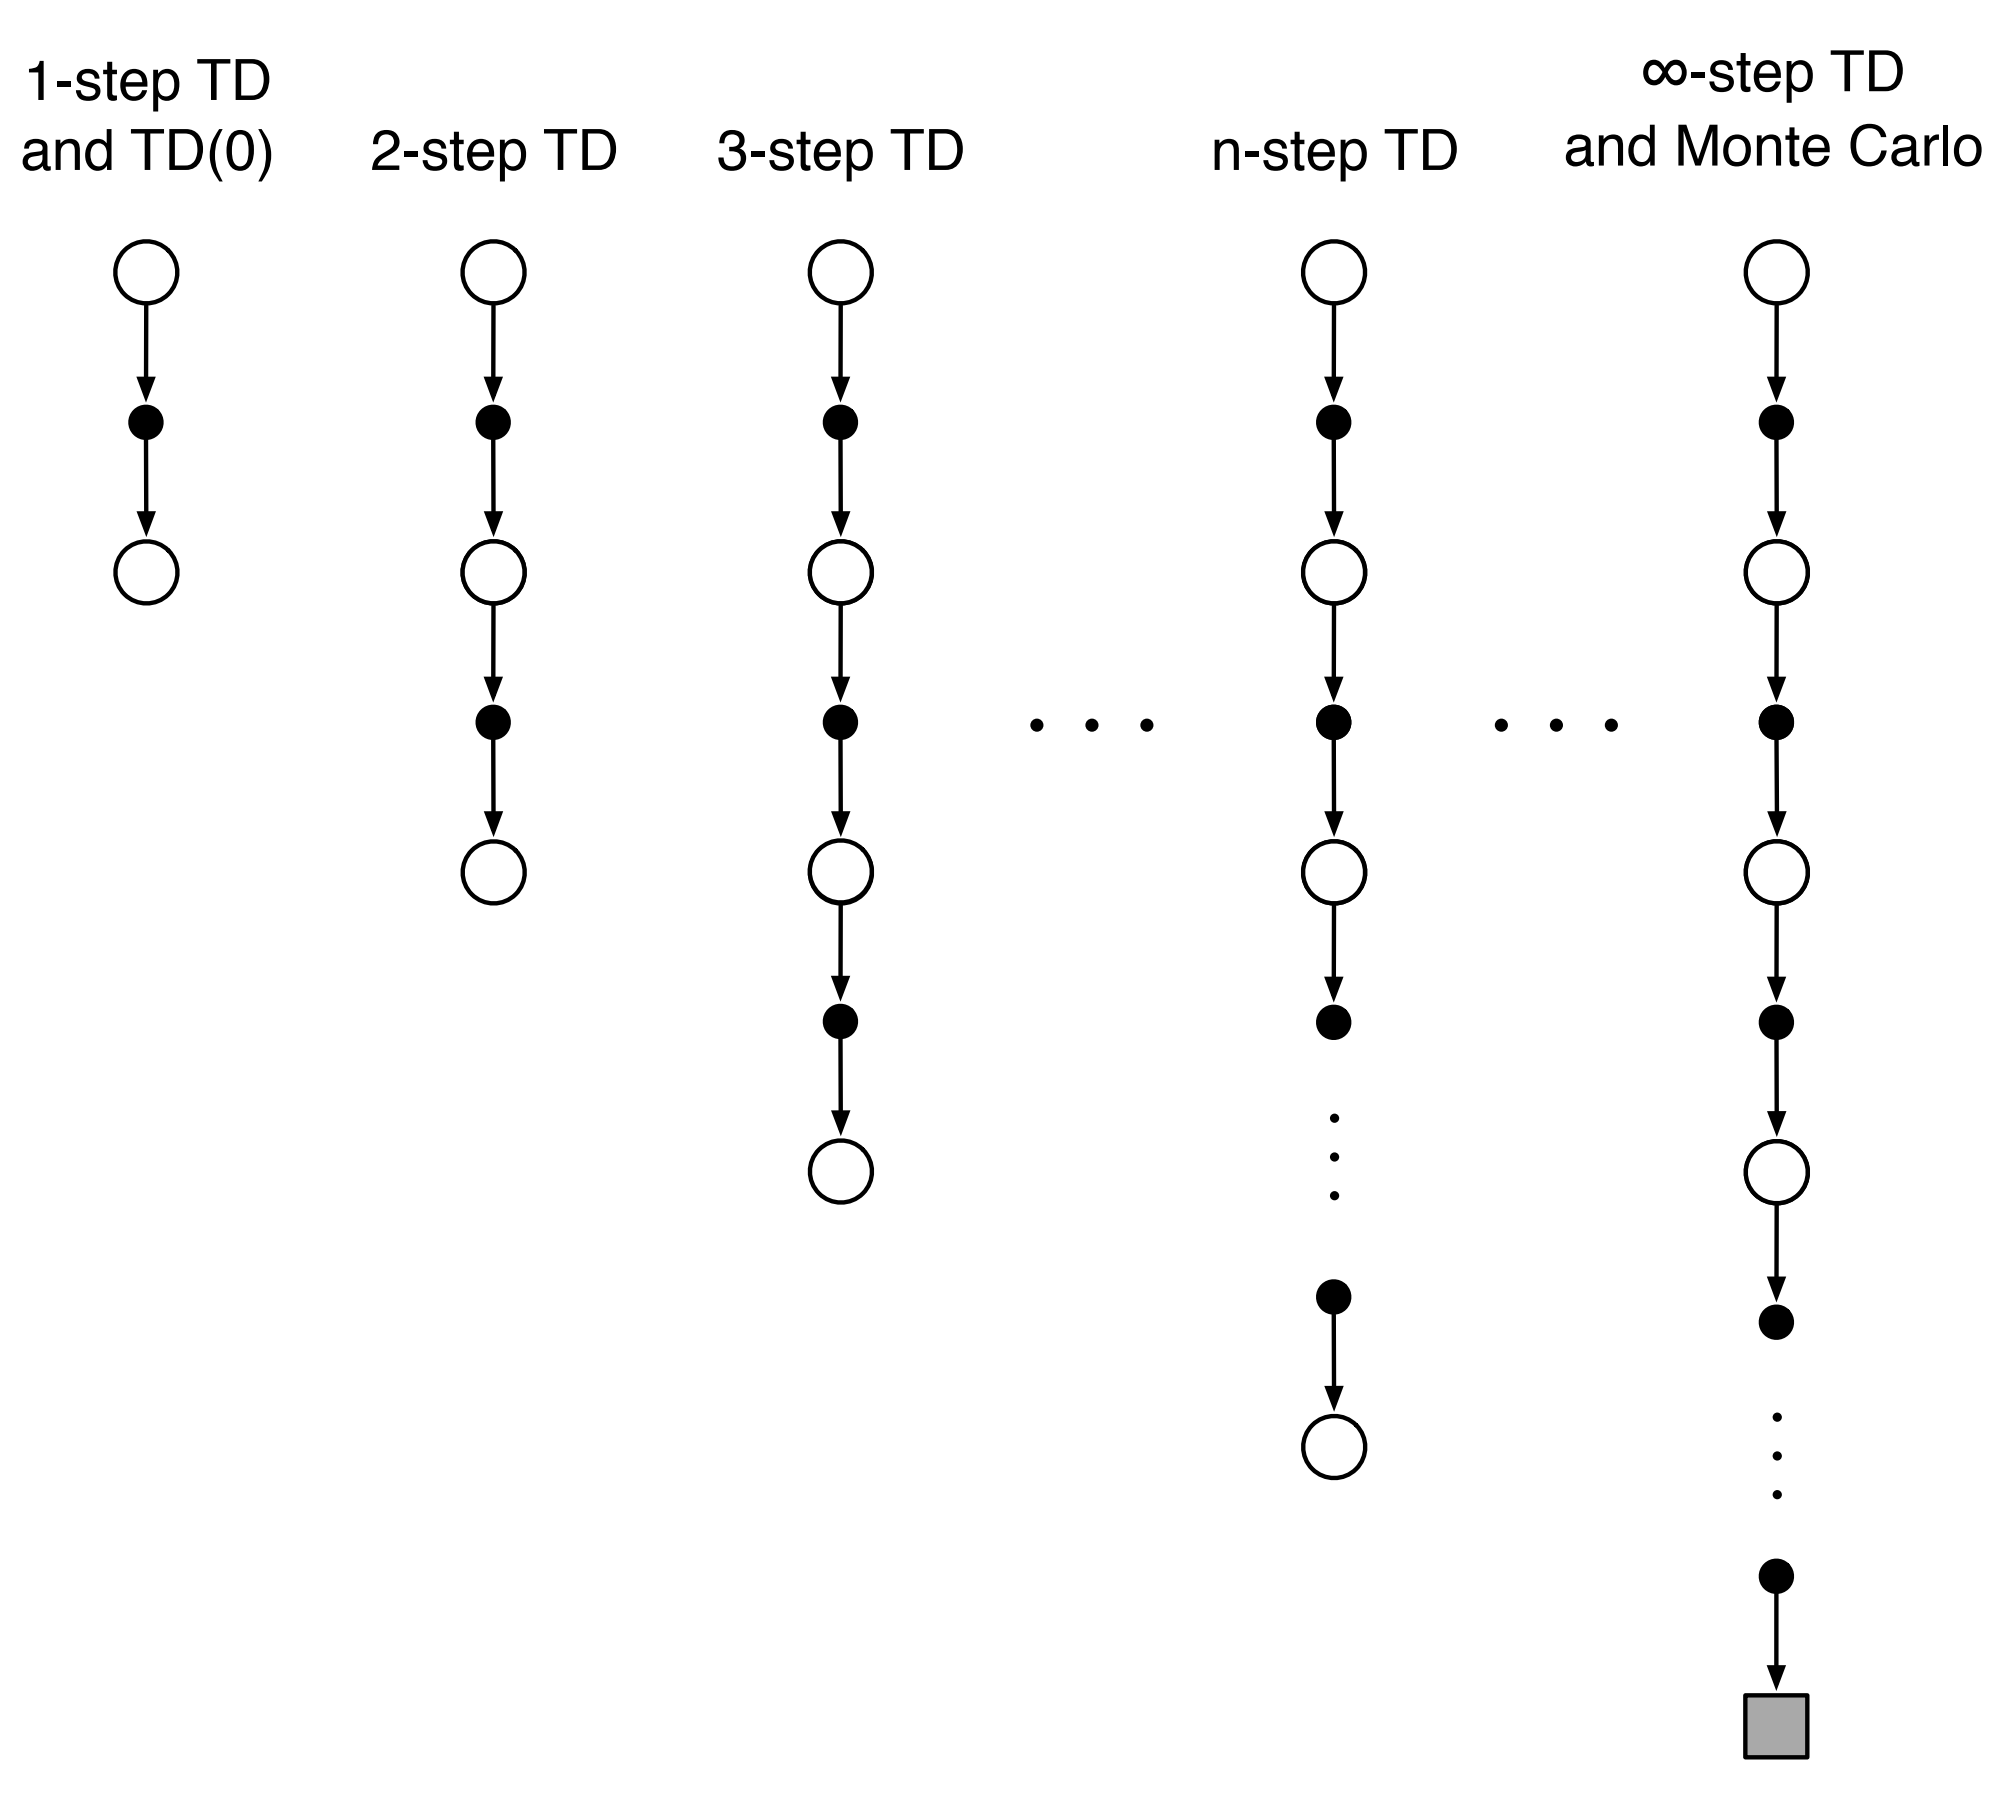 1-step TD
and TD(0)
2-step TD
3-step TD
n-step TD
∞-step TD
and Monte Carlo